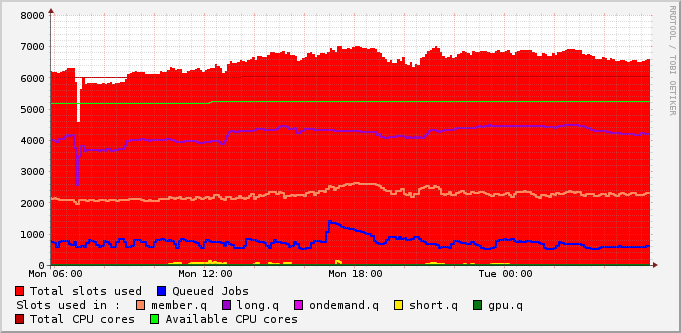 8000
7000
6000
5000
4000
3000
2000
1000
0
Mon 06:00 Mon 12:00 Mon 18:00 Tue 00:00
RRDTOOL / TOBI OETIKER
Total slots used Queued Jobs
Slots used in : member.q long.q ondemand.q short.q gpu.q
Total CPU cores Available CPU cores